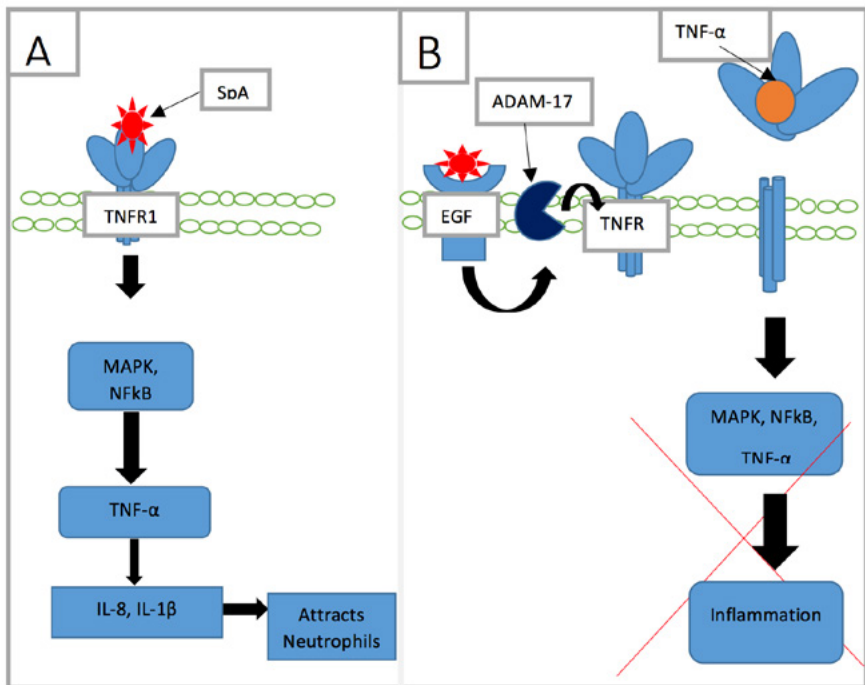 A
SpA
TNFR1
MAPK,
NFkB
TNF-α
IL-8, IL-1β
Attracts
Neutrophils
B
TNF-α
ADAM-17
EGF
TNFR
MAPK, NFkB,
TNF-α
Inflammation